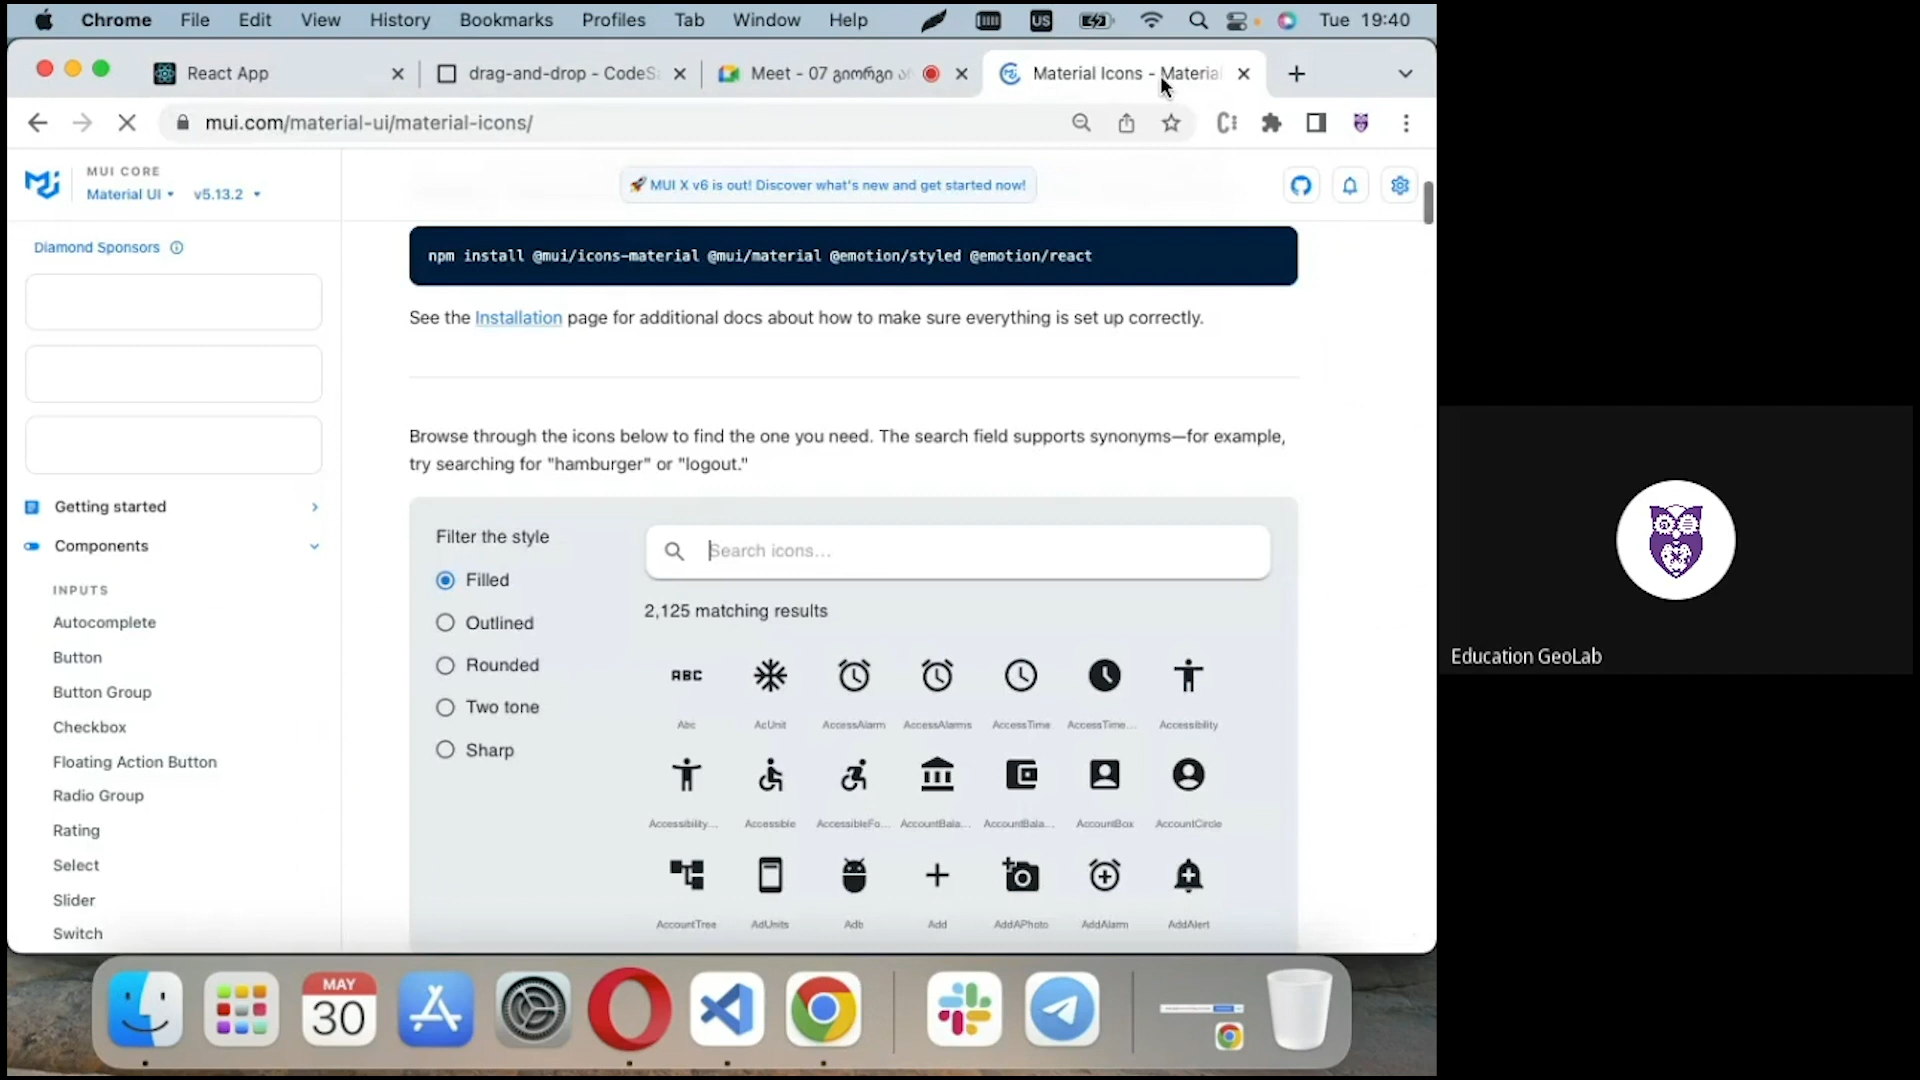 Chrome File Edit View History Bookmarks Profiles Tab Window Help US Tue 19:40
React App drag-and-drop - CodeSa Meet - 07 გიორგი Material Icons - Material
mui.com/material-ui/material-icons/
MUI CORE
Material UI v5.13.2
🚀 MUI X v6 is out! Discover what's new and get started now!
Diamond Sponsors
Getting started
Components
INPUTS
Autocomplete
Button
Button Group
Checkbox
Floating Action Button
Radio Group
Rating
Select
Slider
Switch
npm install @mui/icons-material @mui/material @emotion/styled @emotion/react
See the Installation page for additional docs about how to make sure everything is set up correctly.
Browse through the icons below to find the one you need. The search field supports synonyms—for example,
try searching for "hamburger" or "logout."
Filter the style
Filled
Outlined
Rounded
Two tone
Sharp
Search icons...
2,125 matching results
ABC
Abc AcUnit AccessAlarm AccessAlarms AccessTime AccessTime... Accessibility
Accessibility... Accessible AccessibleFo... AccountBala... AccountBala... AccountBox AccountCircle
AccountTree AdUnits Adb Add AddAPhoto AddAlarm AddAlert
MAY
30
Education GeoLab